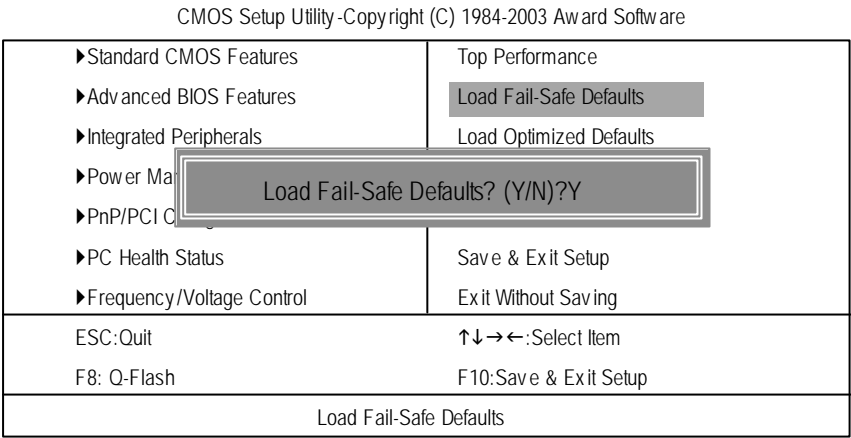 CMOS Setup Utility-Copyright (C) 1984-2003 Award Software
▶Standard CMOS Features
Top Performance
▶Advanced BIOS Features
Load Fail-Safe Defaults
▶Integrated Peripherals
Load Optimized Defaults
▶Power Ma
Load Fail-Safe Defaults? (Y/N)?Y
▶PnP/PCI C
▶PC Health Status
Save & Exit Setup
▶Frequency/Voltage Control
Exit Without Saving
ESC:Quit
↑↓→←:Select Item
F8: Q-Flash
F10:Save & Exit Setup
Load Fail-Safe Defaults